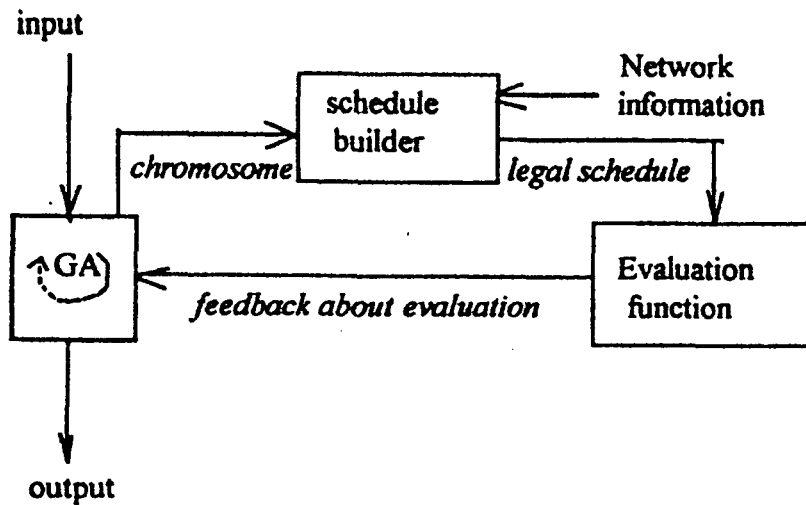 input
Network
information
schedule
builder
chromosome
legal schedule
GA
Evaluation
function
feedback about evaluation
output